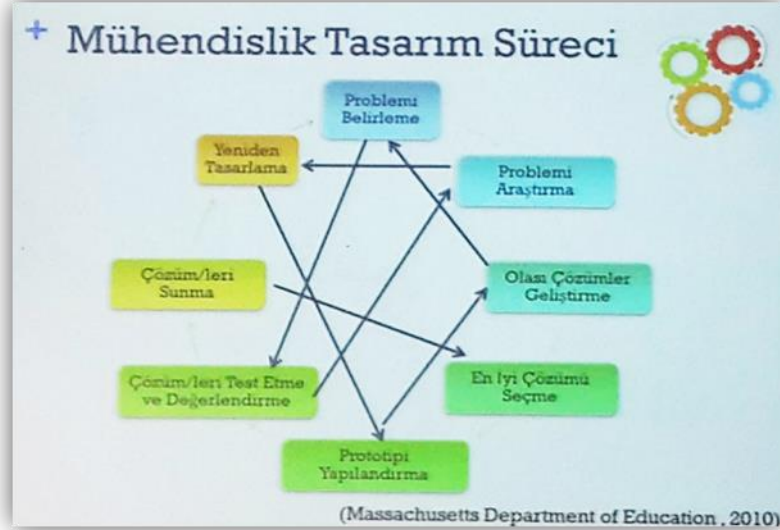 + Mühendislik Tasarım Süreci
Problemi
Belirleme
Yeniden
Tasarlama
Problemi
Araştırma
Çözüm/leri
Sunma
Olası Çözümler
Geliştirme
Çözüm/leri Test Etme
ve Değerlendirme
En İyi Çözümü
Seçme
Prototipi
Yapılandırma
(Massachusetts Department of Education , 2010)